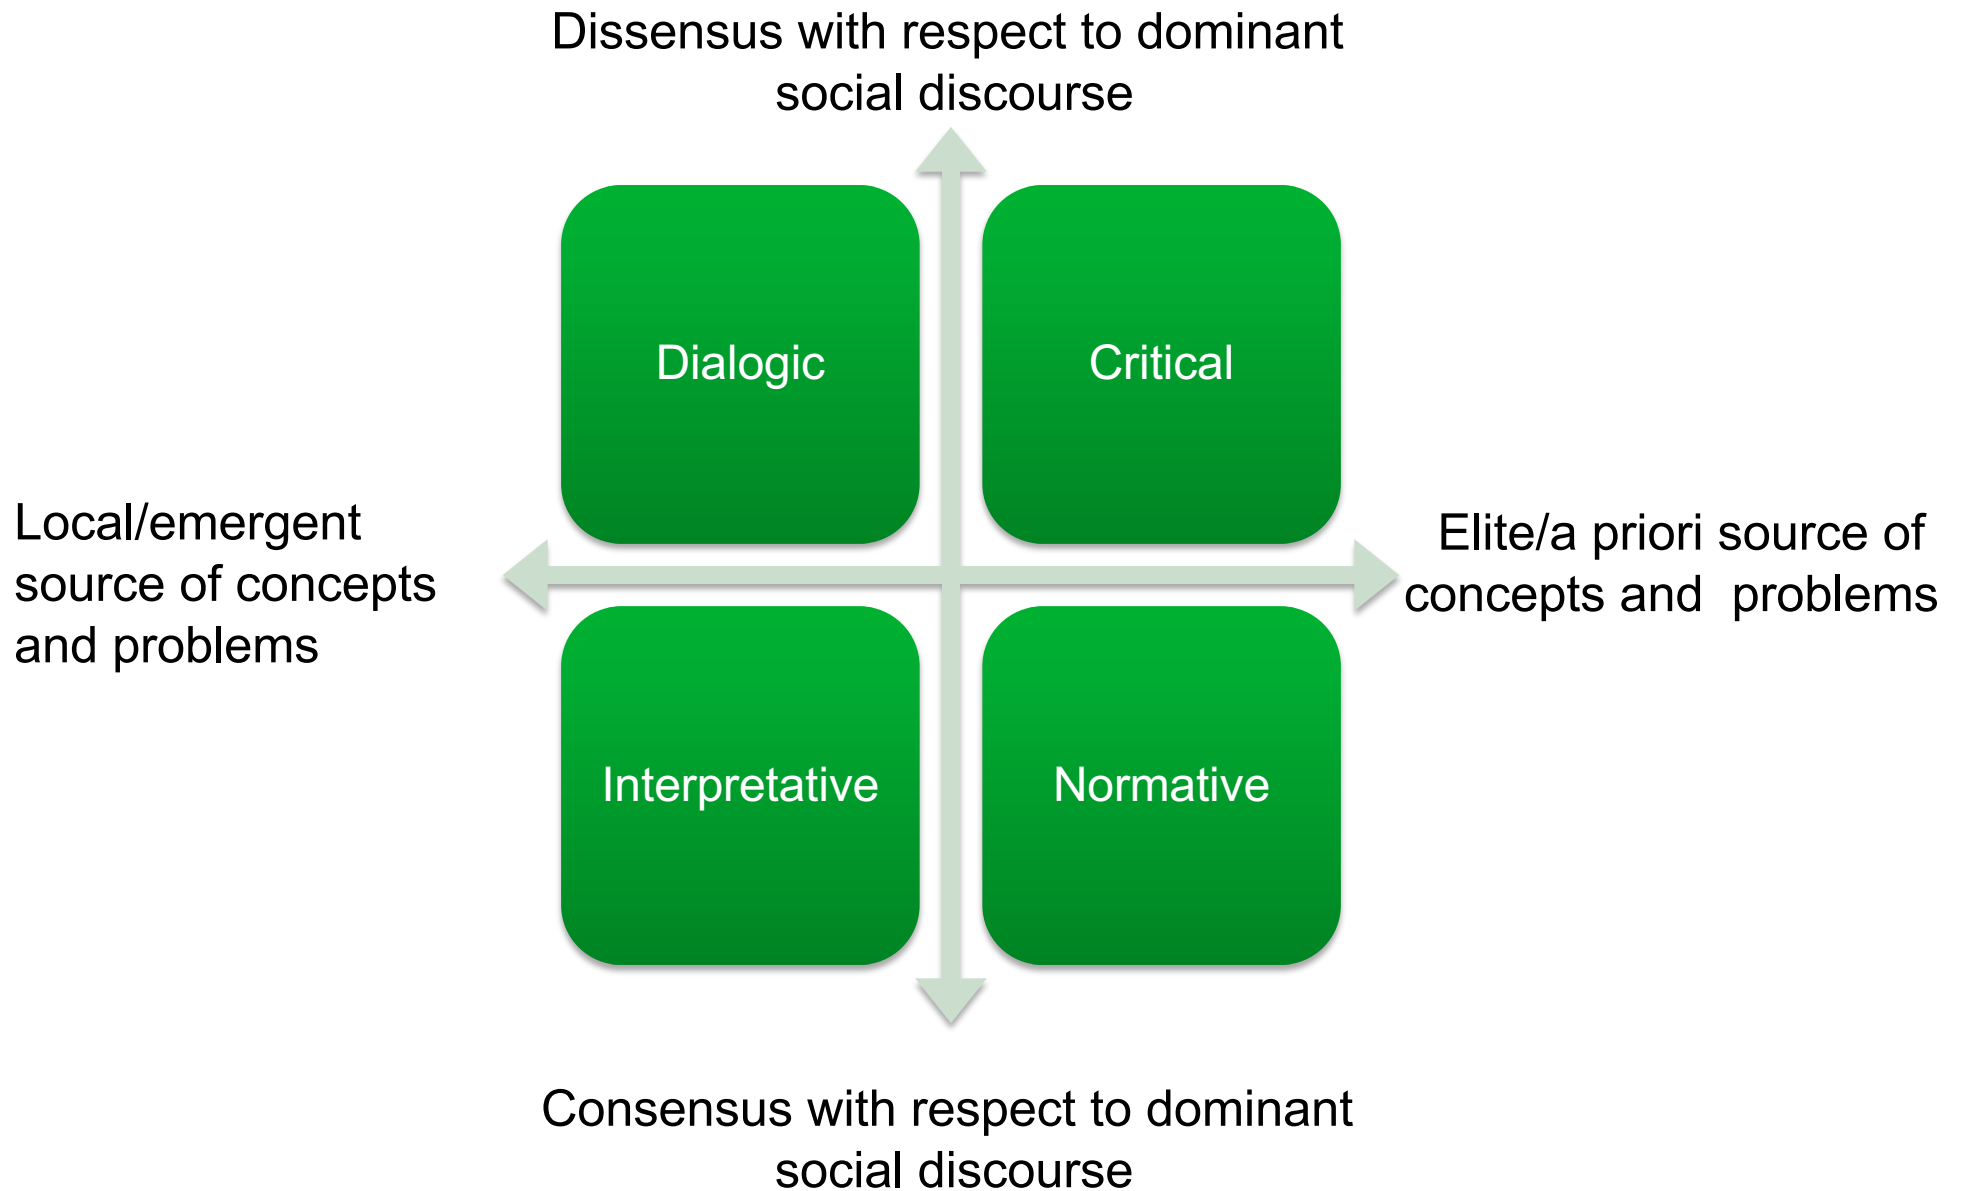 Dissensus with respect to dominant
social discourse
Dialogic
Critical
Local/emergent
source of concepts
and problems
Elite/a priori source of
concepts and  problems
Interpretative
Normative
Consensus with respect to dominant
social discourse